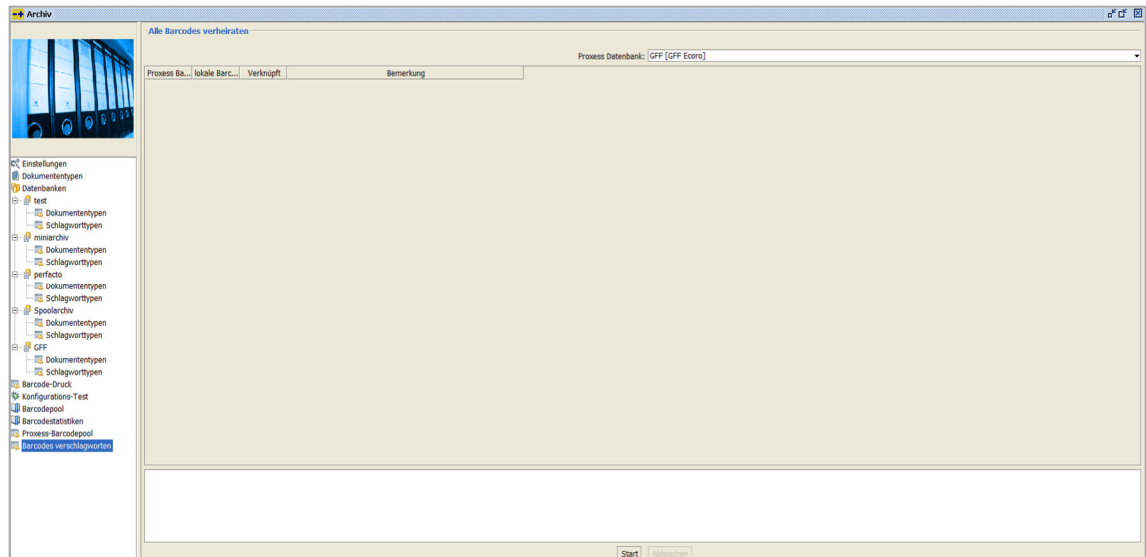 Archiv
Alle Barcodes verheiraten
Proxess Datenbank: GFF [GFF Ecoro]
Proxess Ba... lokale Barc... Verknüpft Bemerkung
Einstellungen
Dokumententypen
Datenbanken
test
Dokumententypen
Schlagworttypen
miniarchiv
Dokumententypen
Schlagworttypen
perfacto
Dokumententypen
Schlagworttypen
Spoolarchiv
Dokumententypen
Schlagworttypen
GFF
Dokumententypen
Schlagworttypen
Barcode-Druck
Konfigurations-Test
Barcodepool
Barcodestatistiken
Proxess-Barcodepool
Barcodes verschlagworten
Start Abbrechen